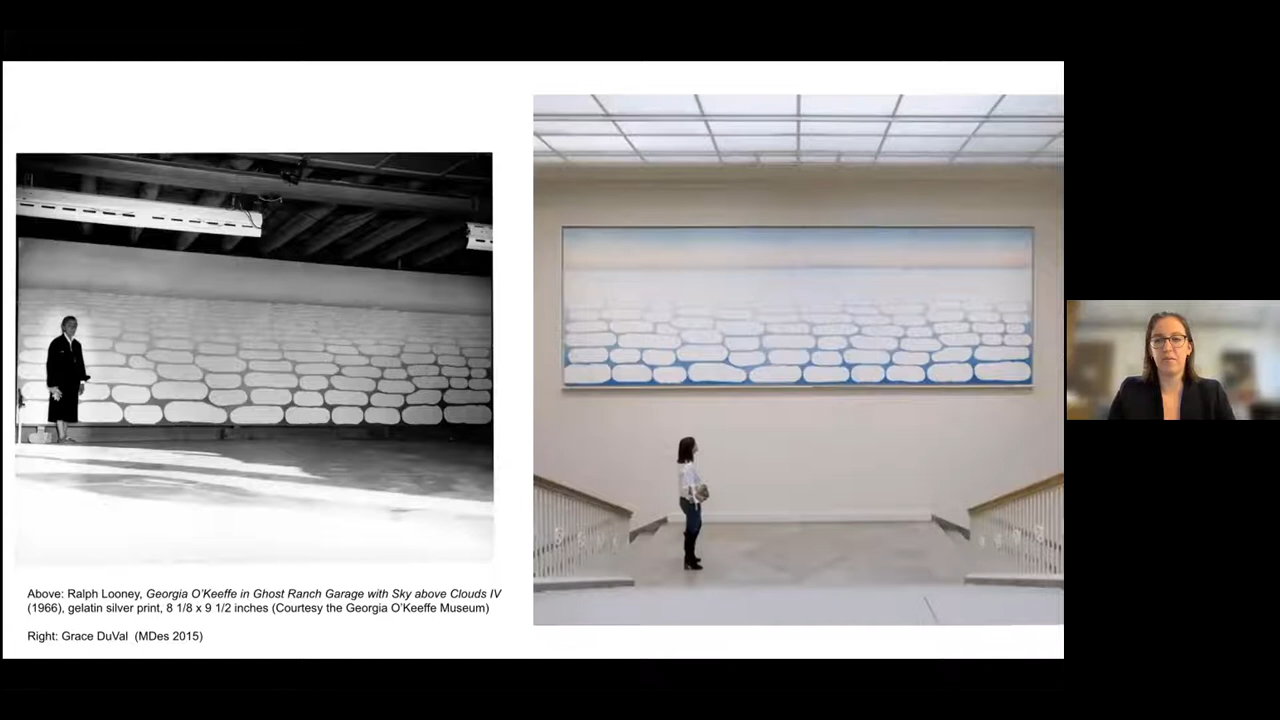 Above: Ralph Looney, Georgia O'Keeffe in Ghost Ranch Garage with Sky above Clouds IV
(1966), gelatin silver print, 8 1/8 x 9 1/2 inches (Courtesy the Georgia O'Keeffe Museum)
Right: Grace DuVal (MDes 2015)